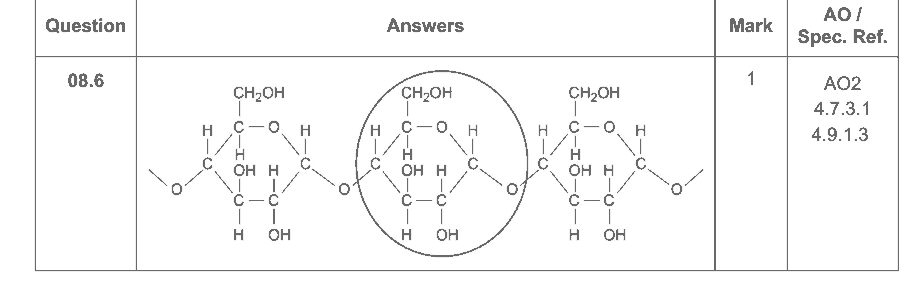 Question Answers Mark AO /
Spec. Ref.
08.6 1 AO2
4.7.3.1
4.9.1.3
CH₂OH CH₂OH CH₂OH
H C O H H C O H H C O H
H H H
C OH H C C OH H C C OH H C
O O O O
C C C C C C
H OH H OH H OH